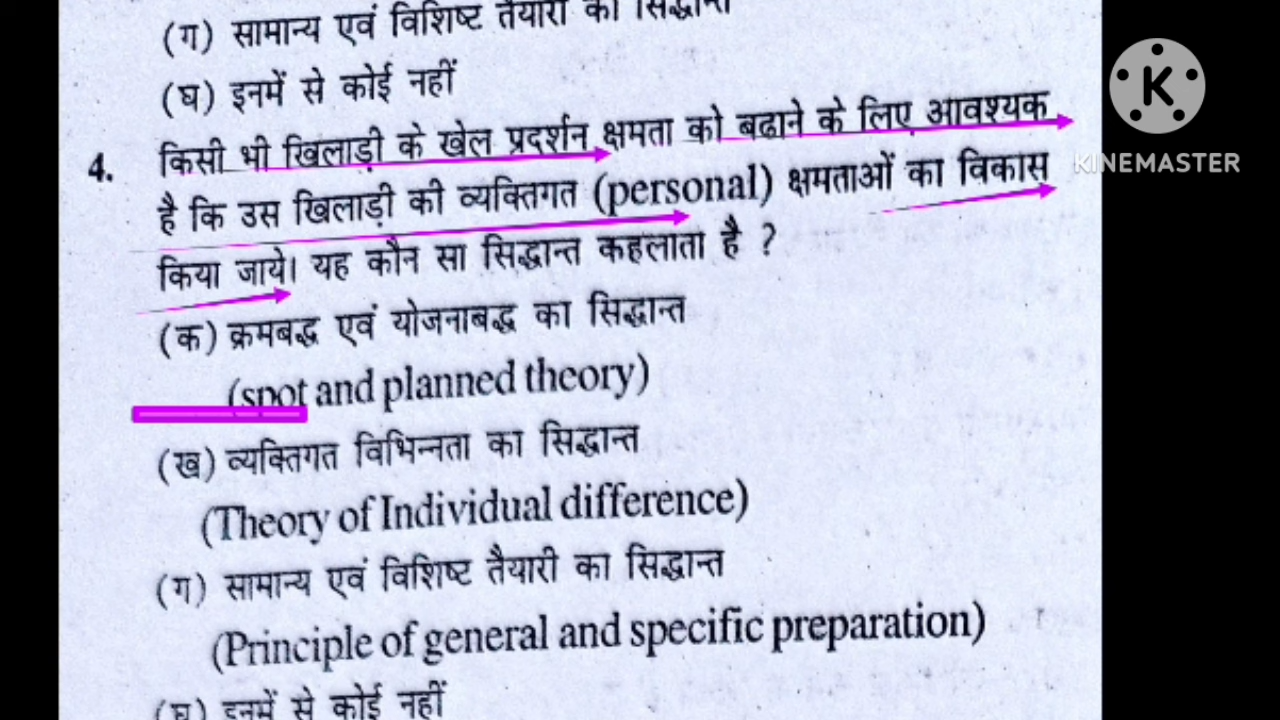 (ग) सामान्य एवं विशिष्ट तैयारी का सिद्धान्त
(घ) इनमें से कोई नहीं
4. किसी भी खिलाड़ी के खेल प्रदर्शन क्षमता को बढाने के लिए आवश्यक
है कि उस खिलाड़ी की व्यक्तिगत (personal) क्षमताओं का विकास
किया जाये। यह कौन सा सिद्धान्त कहलाता है ?
(क) क्रमबद्ध एवं योजनाबद्ध का सिद्धान्त
(spot and planned theory)
(ख) व्यक्तिगत विभिन्नता का सिद्धान्त
(Theory of Individual difference)
(ग) सामान्य एवं विशिष्ट तैयारी का सिद्धान्त
(Principle of general and specific preparation)
(घ) इनमें से कोई नहीं
K
KINEMASTER